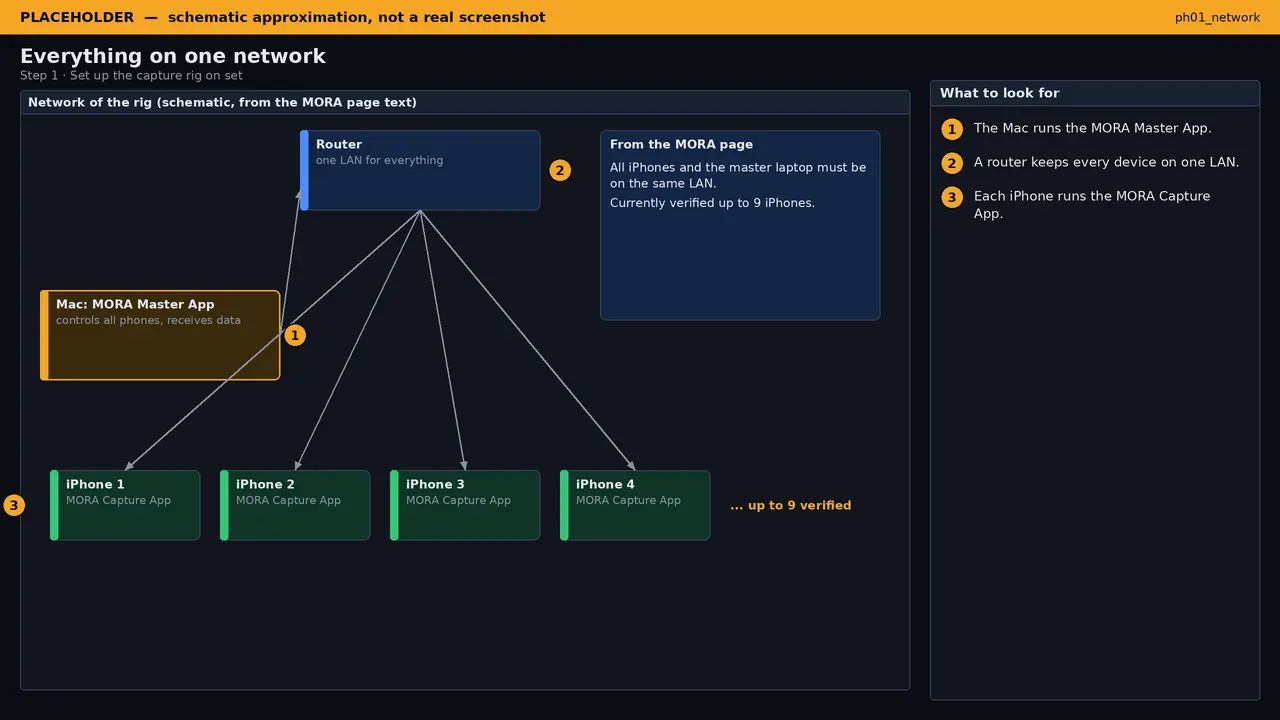 PLACEHOLDER — schematic approximation, not a real screenshot
ph01_network
Everything on one network
Step 1 · Set up the capture rig on set
Network of the rig (schematic, from the MORA page text)
Router
one LAN for everything
2
From the MORA page
All iPhones and the master laptop must be
on the same LAN.
Currently verified up to 9 iPhones.
Mac: MORA Master App
controls all phones, receives data
1
3
iPhone 1
MORA Capture App
iPhone 2
MORA Capture App
iPhone 3
MORA Capture App
iPhone 4
MORA Capture App
... up to 9 verified
What to look for
1 The Mac runs the MORA Master App.
2 A router keeps every device on one LAN.
3 Each iPhone runs the MORA Capture
App.